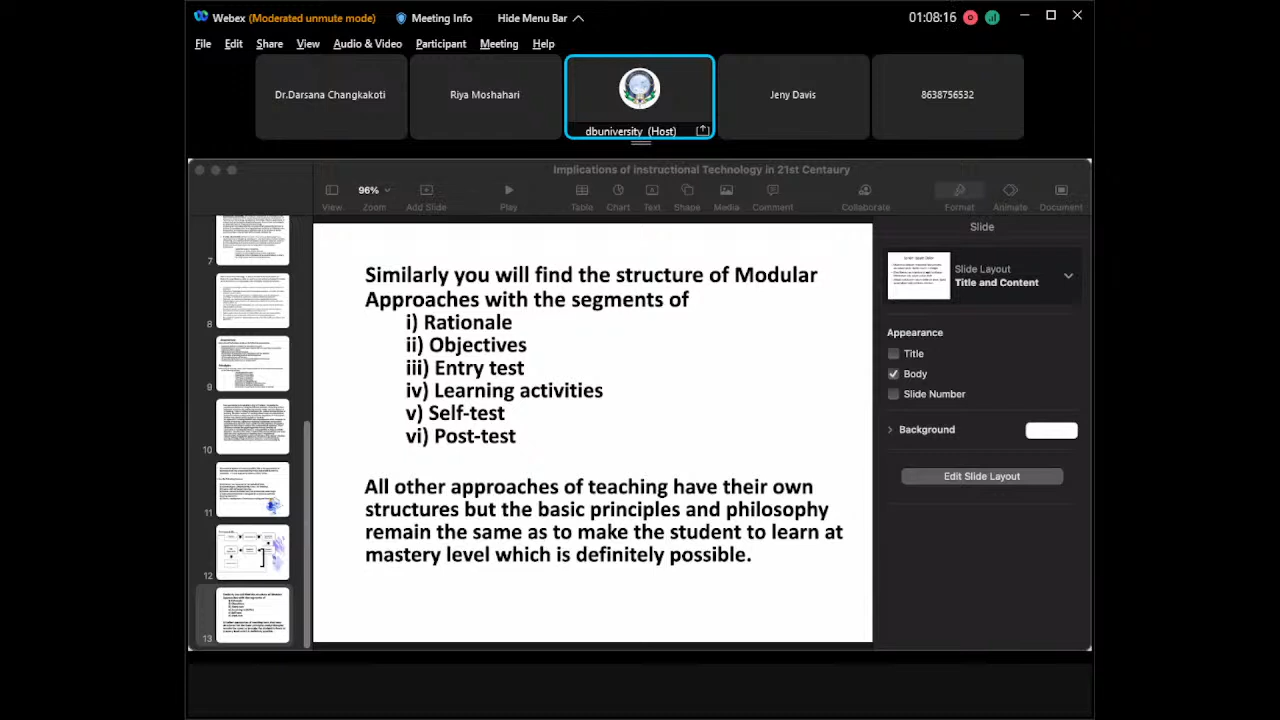 Webex (Moderated unmute mode) Meeting Info Hide Menu Bar 01:08:16
File Edit Share View Audio & Video Participant Meeting Help
Dr.Darsana Changkakoti Riya Moshahari Jeny Davis 8638756532
dbuniversity (Host)
Implications of instructional Technology in 21st Centaury
96%
View Zoom Add Slide Play Table Chart Text Shape Media Comment Collaborate Format Animate Document
Slide
Slide Layout
Title and Content
Appearance
Title
Body
Slide Number
Background
Slide Layout
7
8
9
10
11
12
13
Similarly you will find the structure of Modular
Approaches with the segments of
i) Rationale
ii) Objectives
iii) Entry test
iv) Learning activities
v) Self-test
vi) Post-test
All other approaches of teaching have their own
structures but the basic principles and philosophy
remain the same as to make the student to learn at
mastery level which is definitely possible.